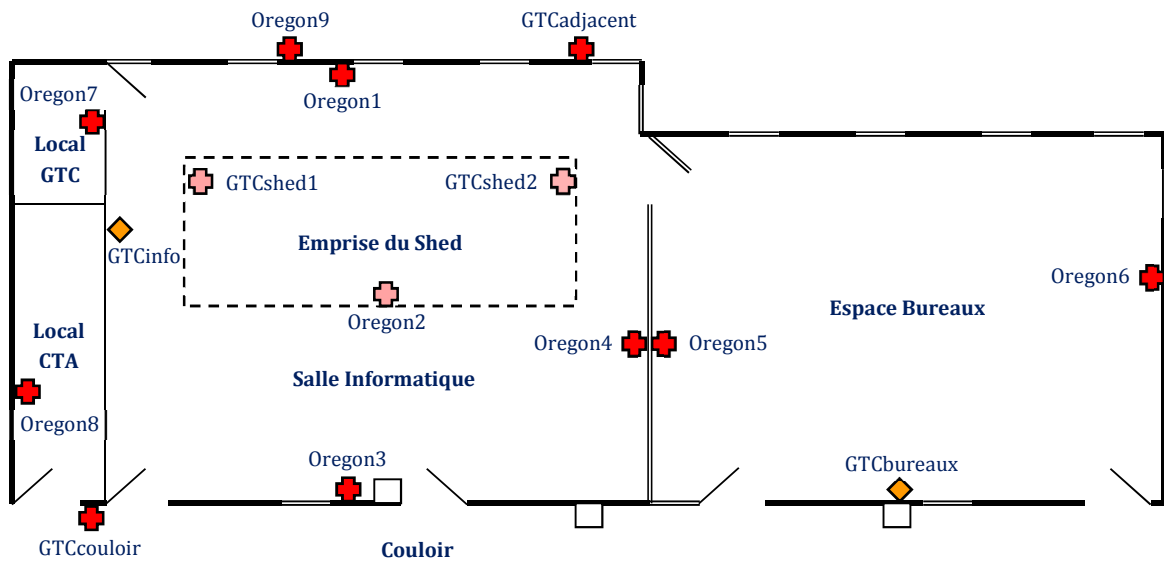 Oregon9
GTCadjacent
Oregon7
Oregon1
Local
GTC
GTCshed1
GTCshed2
Emprise du Shed
GTCinfo
Oregon6
Espace Bureaux
Oregon2
Local
CTA
Oregon4
Oregon5
Salle Informatique
Oregon8
Oregon3
GTCbureaux
GTCcouloir
Couloir